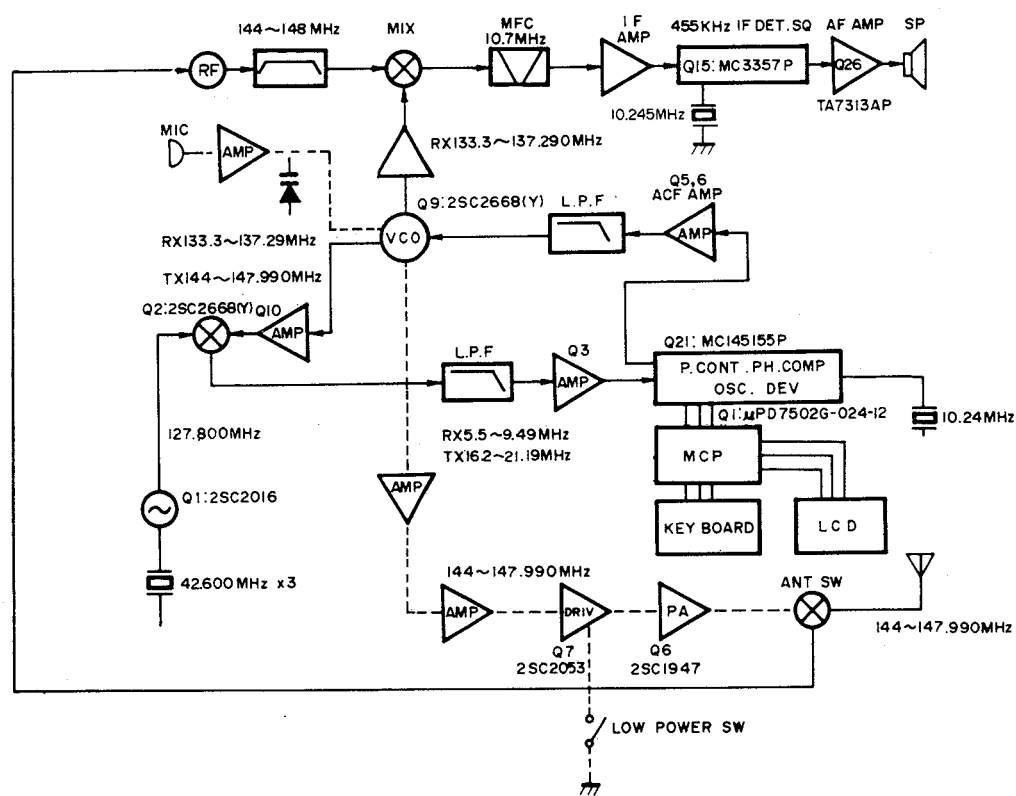 144~148MHz
MIX
MFC
10.7MHz
IF
AMP
455KHz IF DET. SQ
AF AMP
SP
RF
Q15: MC3357P
Q26
TA7313AP
10.245MHz
MIC
AMP
RX133.3~137.290MHz
Q5,6
ACF AMP
Q9:2SC2668(Y)
L.P.F
VCO
AMP
RX133.3~137.29MHz
TX144~147.990MHz
Q2:2SC2668(Y)
Q10
AMP
Q21: MC145155P
L.P.F
Q3
AMP
P.CONT. PH.COMP
OSC. DEV
Q1:μPD7502G-024-12
10.24MHz
127.800MHz
RX5.5~9.49MHz
TX16.2~21.19MHz
MCP
AMP
Q1:2SC2016
KEY BOARD
LCD
42.600MHz x3
144~147.990MHz
ANT SW
AMP
DRIV
PA
144~147.990MHz
Q7
2SC2053
Q6
2SC1947
LOW POWER SW